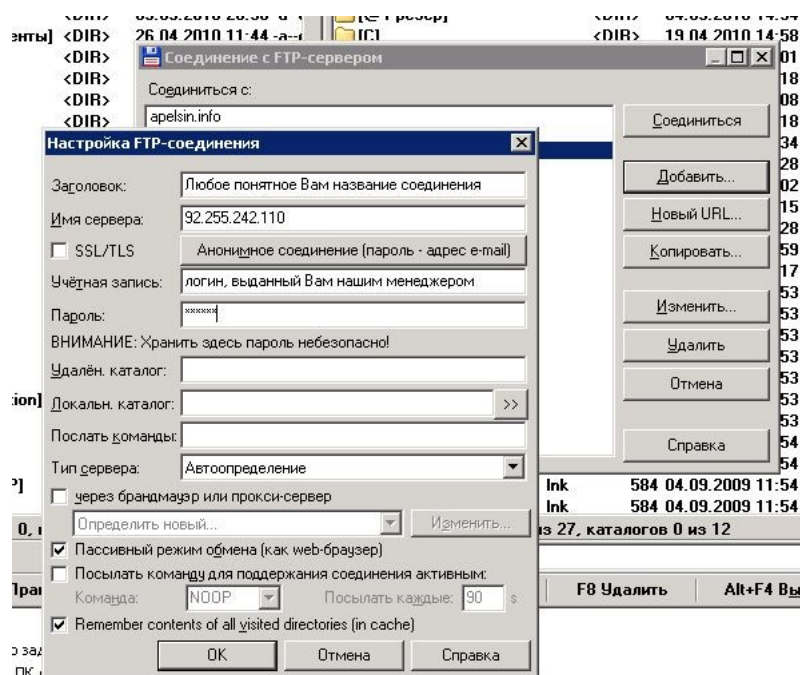 <DIR> 26.04.2010 11:44 -a-- [C] <DIR> 19.04.2010 14:58
<DIR>
<DIR>
<DIR>
<DIR>
Соединение с FTP-сервером
Соединиться с:
apelsin.info
Соединиться
Добавить...
Новый URL...
Копировать...
Изменить...
Удалить
Отмена
Справка
Настройка FTP-соединения
Заголовок: Любое понятное Вам название соединения
Имя сервера: 92.255.242.110
SSL/TLS Анонимное соединение (пароль - адрес e-mail)
Учётная запись: логин, выданный Вам нашим менеджером
Пароль: ******
ВНИМАНИЕ: Хранить здесь пароль небезопасно!
Удалён. каталог:
Локальн. каталог: >>
Послать команды:
Тип сервера: Автоопределение
через брандмауэр или прокси-сервер
Определить новый... Изменить...
Пассивный режим обмена (как web-браузер)
Посылать команду для поддержания соединения активным:
Команда: NOOP Посылать каждые: 90 s
Remember contents of all visited directories (in cache)
OK Отмена Справка
lnk 584 04.09.2009 11:54
lnk 584 04.09.2009 11:54
из 27, каталогов 0 из 12
F8 Удалить Alt+F4